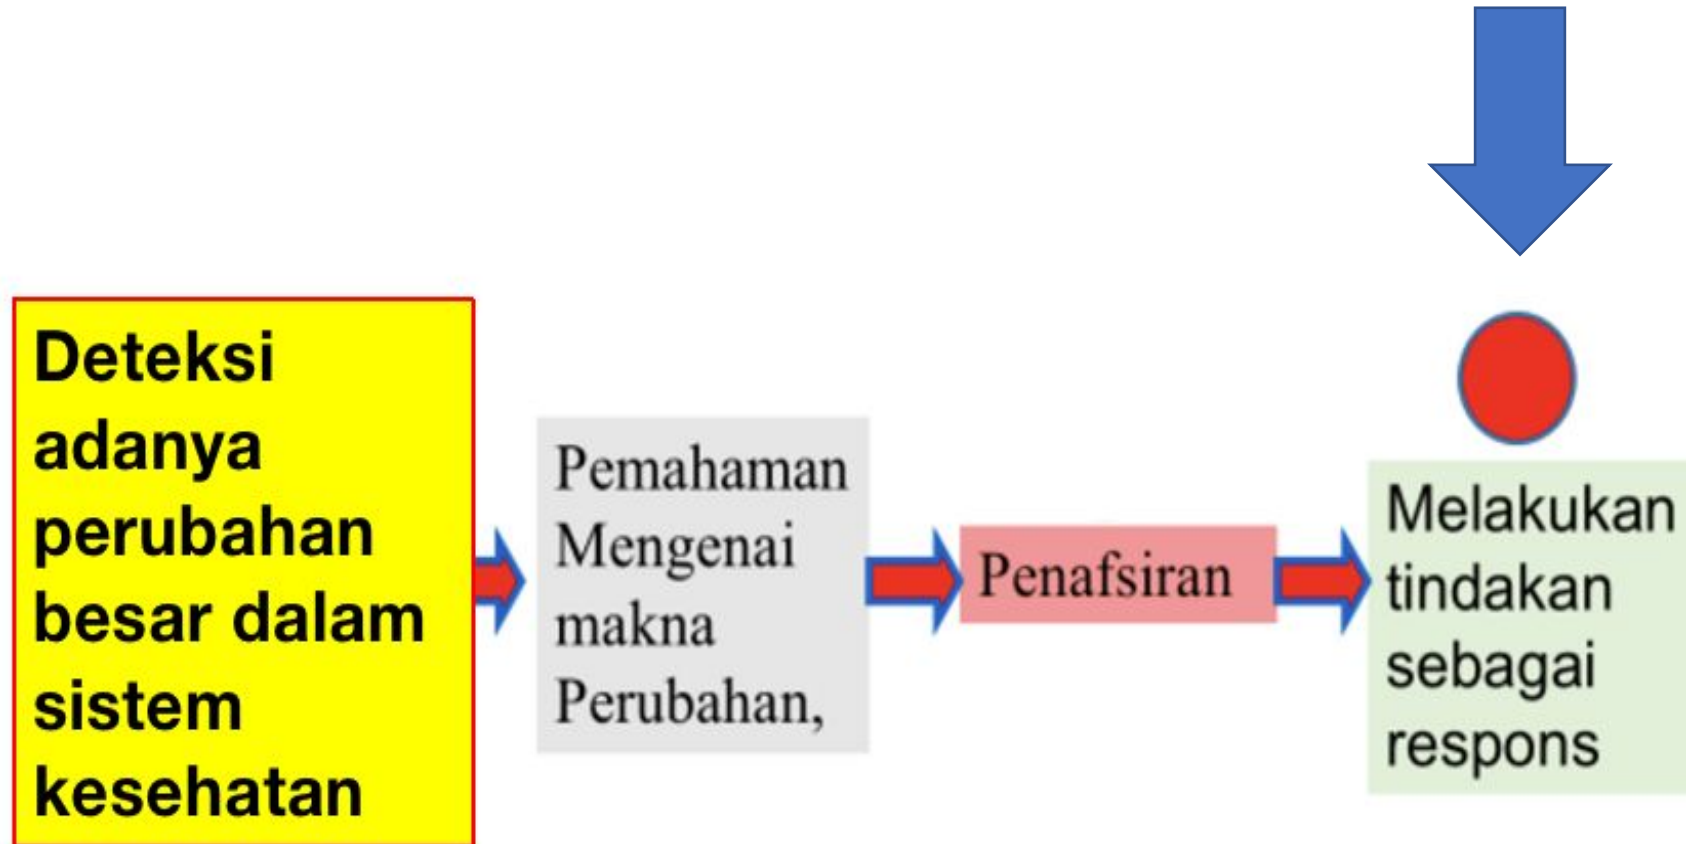 Deteksi
adanya
perubahan
besar dalam
sistem
kesehatan
Pemahaman
Mengenai
makna
Perubahan,
Penafsiran
Melakukan
tindakan
sebagai
respons